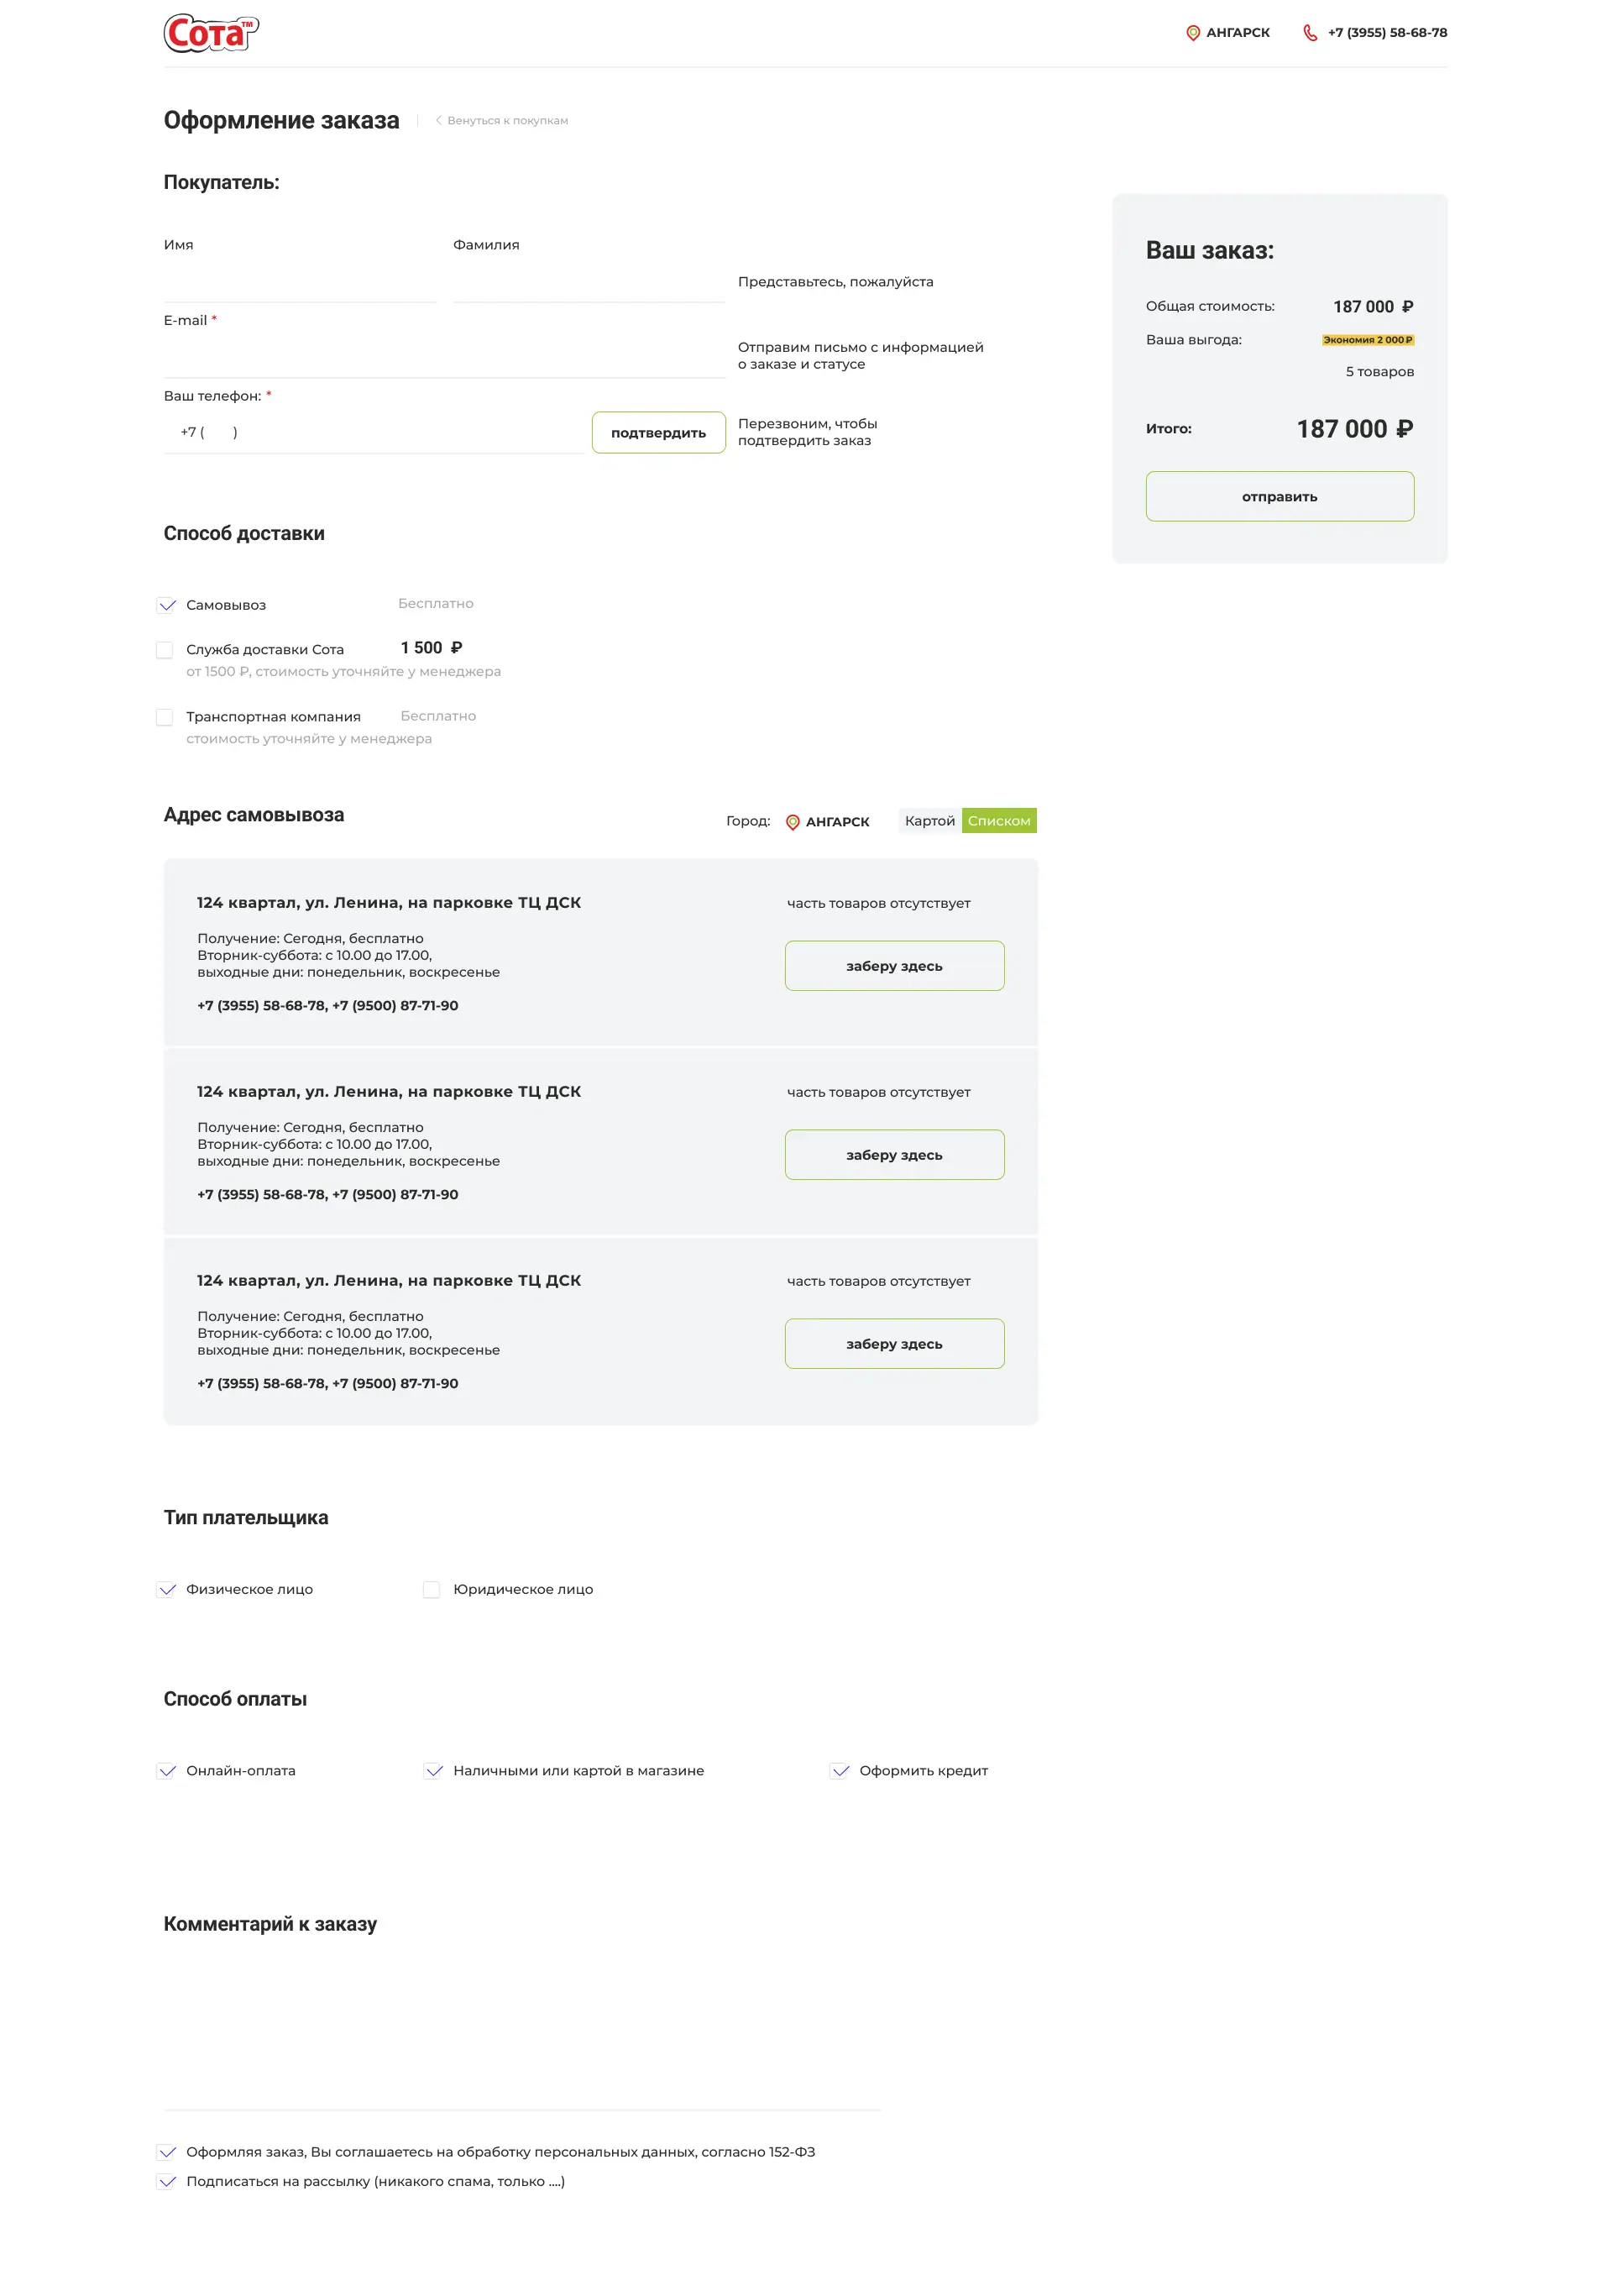 Сота™
АНГАРСК
+7 (3955) 58-68-78
Оформление заказа
Венуться к покупкам
Покупатель:
Имя
Фамилия
Представьтесь, пожалуйста
E-mail *
Отправим письмо с информацией
о заказе и статусе
Ваш телефон: *
+7 ( )
подтвердить
Перезвоним, чтобы
подтвердить заказ
Ваш заказ:
Общая стоимость: 187 000 ₽
Ваша выгода: Экономия 2 000 ₽
5 товаров
Итого: 187 000 ₽
отправить
Способ доставки
Самовывоз Бесплатно
Служба доставки Сота 1 500 ₽
от 1500 ₽, стоимость уточняйте у менеджера
Транспортная компания Бесплатно
стоимость уточняйте у менеджера
Адрес самовывоза
Город: АНГАРСК
Картой Списком
124 квартал, ул. Ленина, на парковке ТЦ ДСК
Получение: Сегодня, бесплатно
Вторник-суббота: с 10.00 до 17.00,
выходные дни: понедельник, воскресенье
+7 (3955) 58-68-78, +7 (9500) 87-71-90
часть товаров отсутствует
заберу здесь
124 квартал, ул. Ленина, на парковке ТЦ ДСК
Получение: Сегодня, бесплатно
Вторник-суббота: с 10.00 до 17.00,
выходные дни: понедельник, воскресенье
+7 (3955) 58-68-78, +7 (9500) 87-71-90
часть товаров отсутствует
заберу здесь
124 квартал, ул. Ленина, на парковке ТЦ ДСК
Получение: Сегодня, бесплатно
Вторник-суббота: с 10.00 до 17.00,
выходные дни: понедельник, воскресенье
+7 (3955) 58-68-78, +7 (9500) 87-71-90
часть товаров отсутствует
заберу здесь
Тип плательщика
Физическое лицо
Юридическое лицо
Способ оплаты
Онлайн-оплата
Наличными или картой в магазине
Оформить кредит
Комментарий к заказу
Оформляя заказ, Вы соглашаетесь на обработку персональных данных, согласно 152-ФЗ
Подписаться на рассылку (никакого спама, только ....)